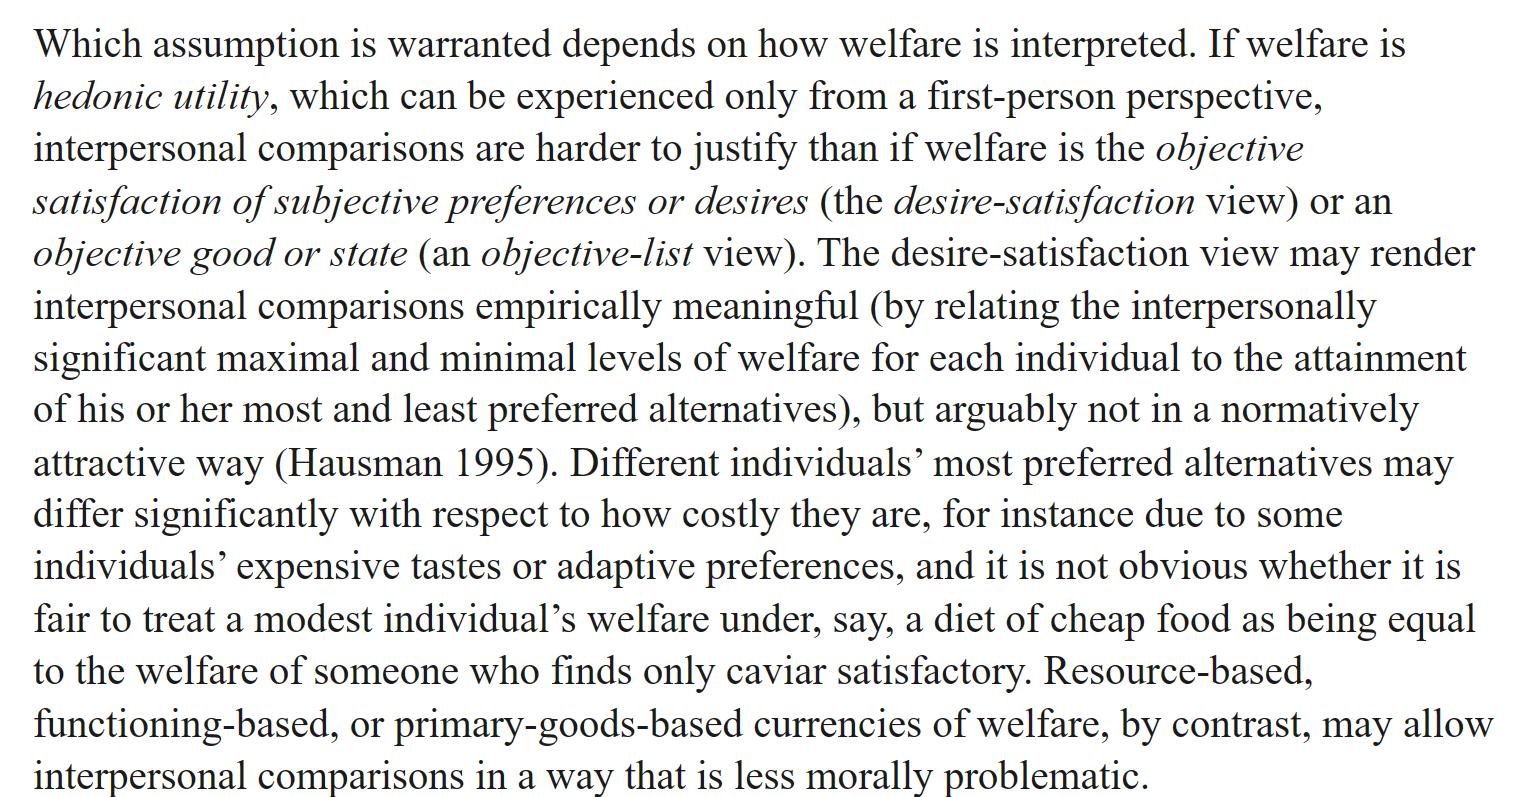 Which assumption is warranted depends on how welfare is interpreted. If welfare is
hedonic utility, which can be experienced only from a first-person perspective,
interpersonal comparisons are harder to justify than if welfare is the objective
satisfaction of subjective preferences or desires (the desire-satisfaction view) or an
objective good or state (an objective-list view). The desire-satisfaction view may render
interpersonal comparisons empirically meaningful (by relating the interpersonally
significant maximal and minimal levels of welfare for each individual to the attainment
of his or her most and least preferred alternatives), but arguably not in a normatively
attractive way (Hausman 1995). Different individuals’ most preferred alternatives may
differ significantly with respect to how costly they are, for instance due to some
individuals’ expensive tastes or adaptive preferences, and it is not obvious whether it is
fair to treat a modest individual’s welfare under, say, a diet of cheap food as being equal
to the welfare of someone who finds only caviar satisfactory. Resource-based,
functioning-based, or primary-goods-based currencies of welfare, by contrast, may allow
interpersonal comparisons in a way that is less morally problematic.